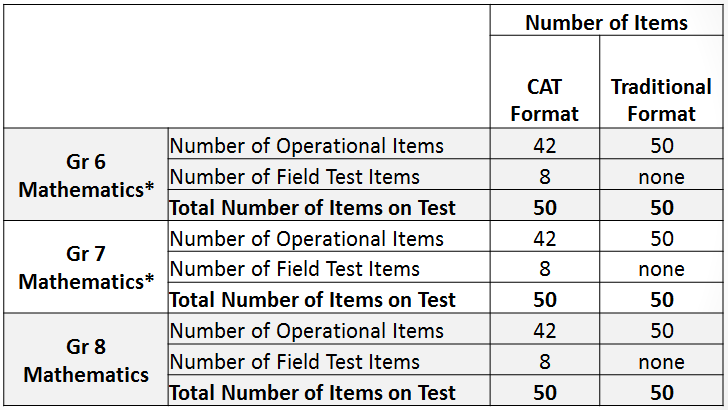 Number of Items
CAT Format
Traditional Format
Gr 6 Mathematics*
Number of Operational Items 42 50
Number of Field Test Items 8 none
Total Number of Items on Test 50 50
Gr 7 Mathematics*
Number of Operational Items 42 50
Number of Field Test Items 8 none
Total Number of Items on Test 50 50
Gr 8 Mathematics
Number of Operational Items 42 50
Number of Field Test Items 8 none
Total Number of Items on Test 50 50